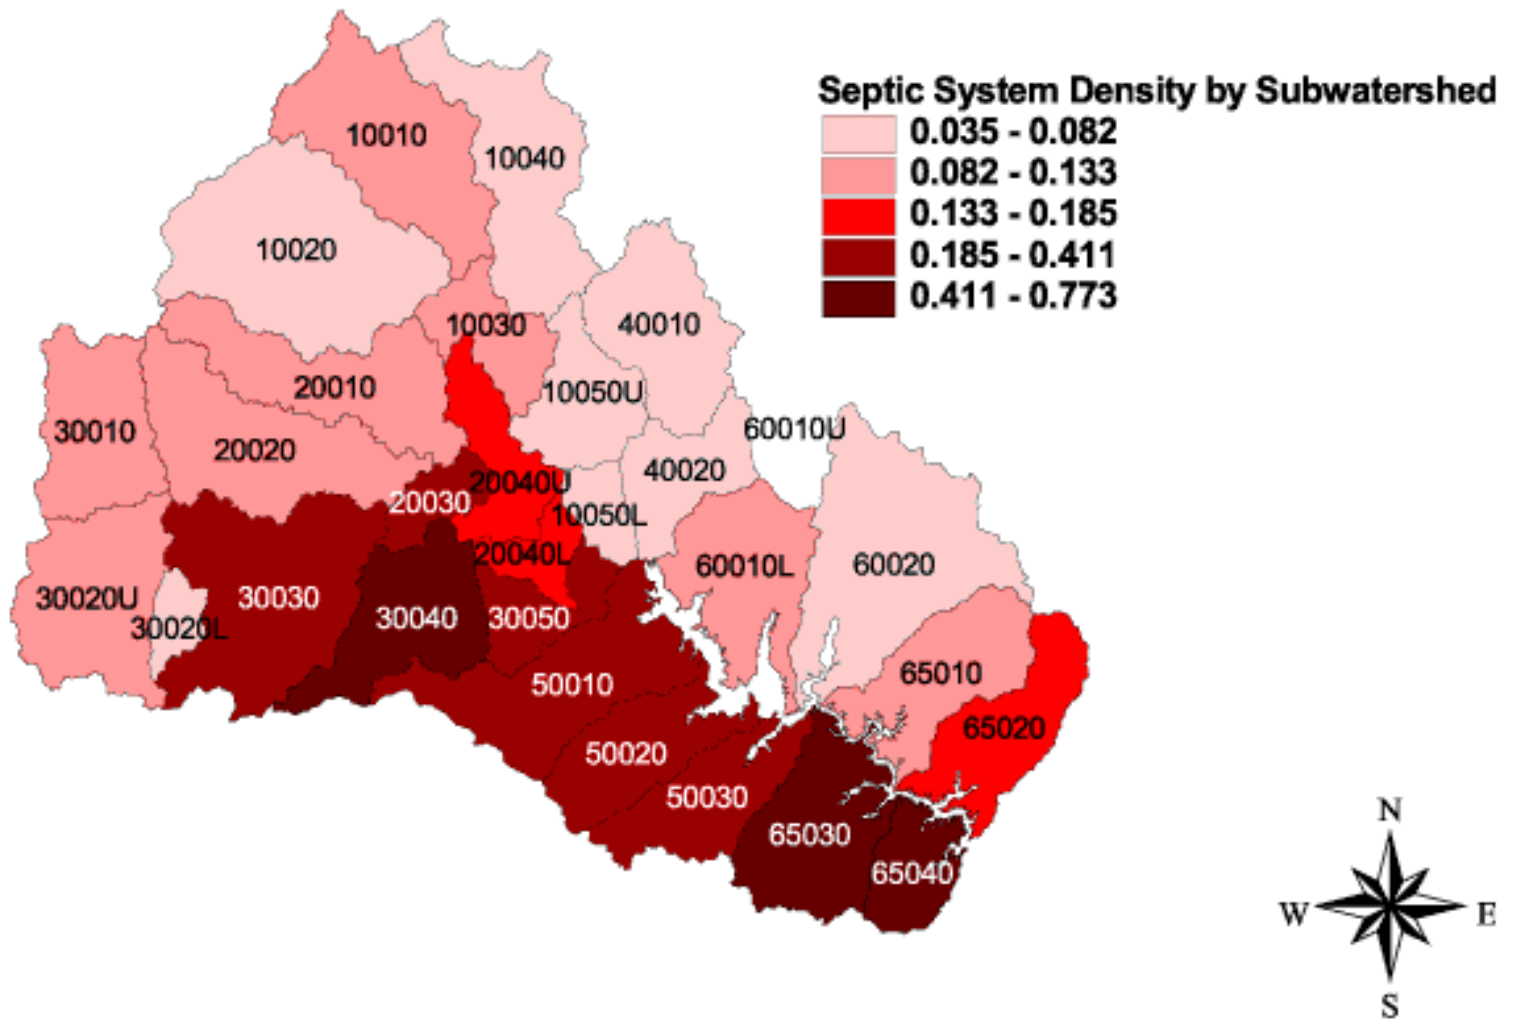 Septic System Density by Subwatershed
0.035 - 0.082
0.082 - 0.133
0.133 - 0.185
0.185 - 0.411
0.411 - 0.773
10010
10040
10020
10030
40010
20010
10050U
30010
60010U
20020
40020
20040U
20030
10050L
20040L
60010L
60020
30020U
30030
30020L
30040
30050
65010
50010
65020
50020
50030
65030
65040
N
W
E
S